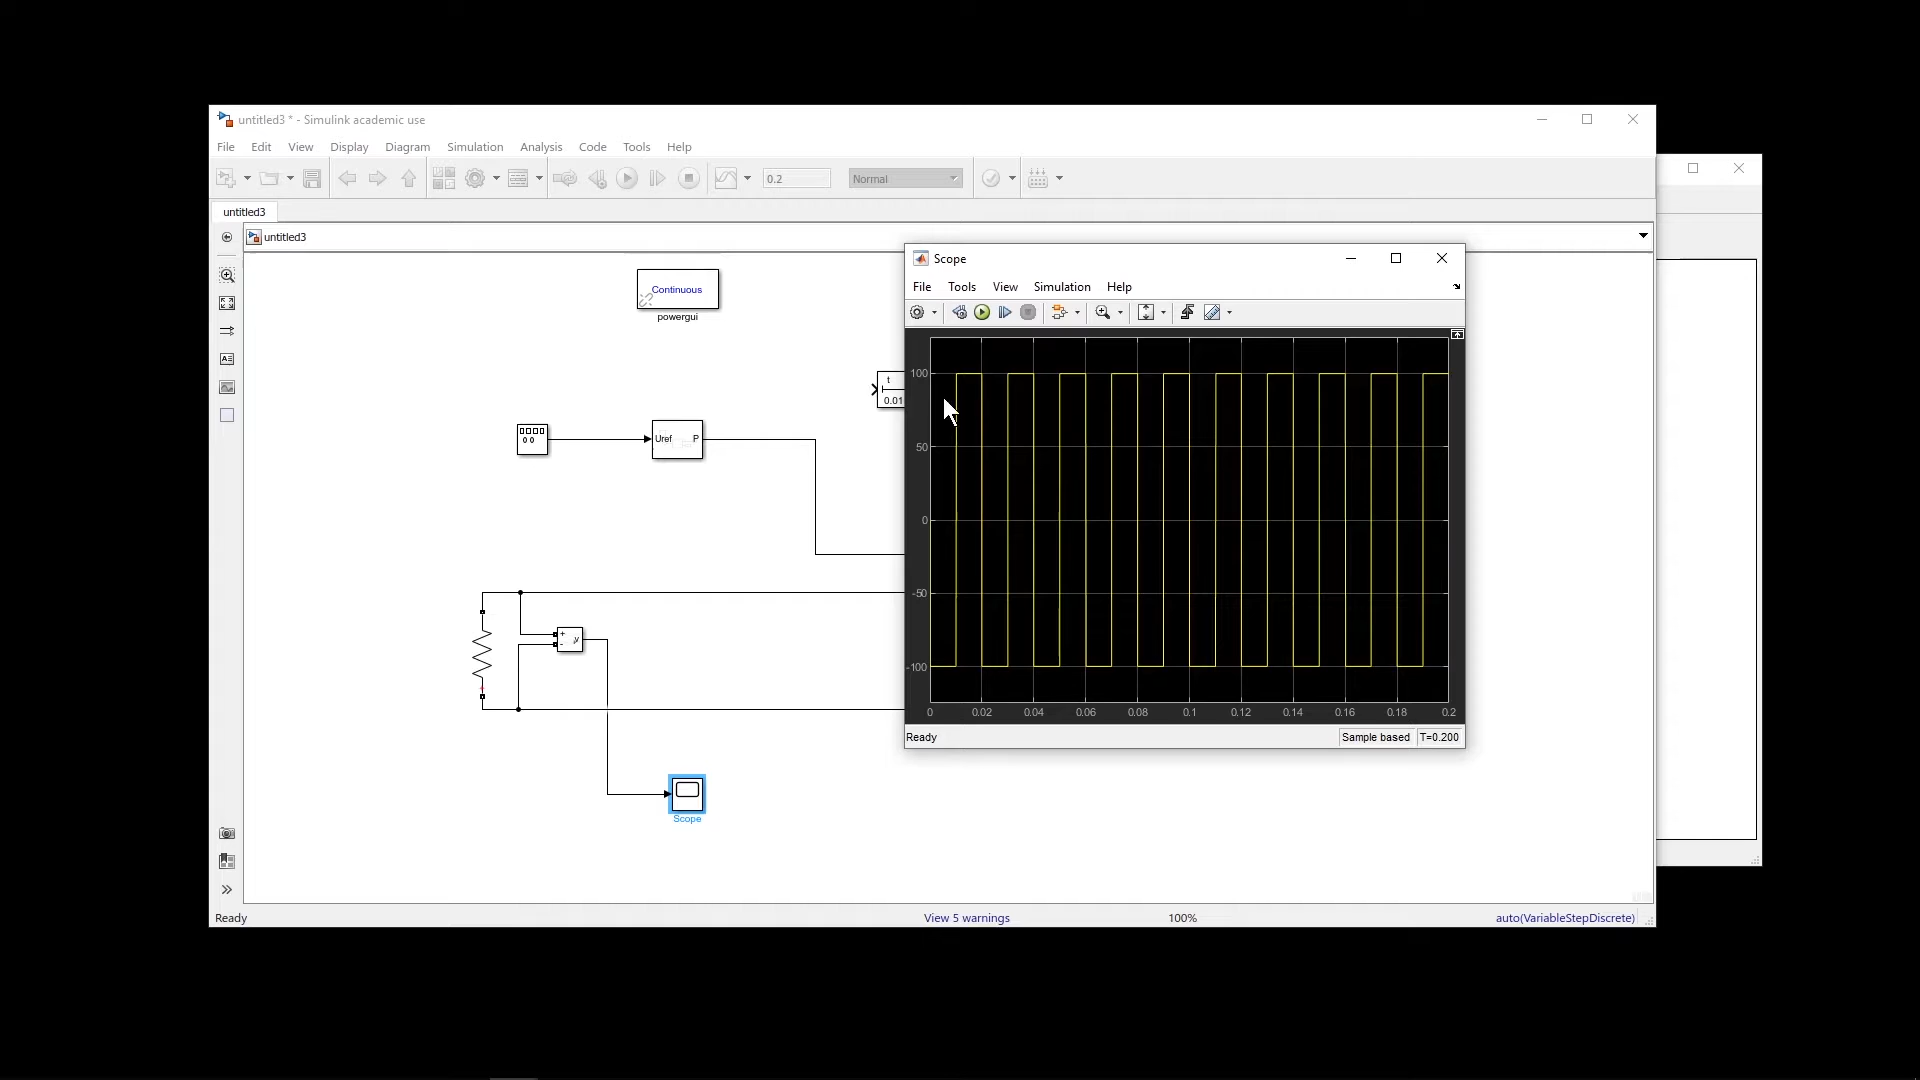 untitled3 * - Simulink academic use
File Edit View Display Diagram Simulation Analysis Code Tools Help
0.2 Normal
untitled3
untitled3
Continuous
powergui
t
0.01
Uref P
+
-
v
Scope
Scope
File Tools View Simulation Help
100
50
0
-50
-100
0 0.02 0.04 0.06 0.08 0.1 0.12 0.14 0.16 0.18 0.2
Ready Sample based T=0.200
Ready View 5 warnings 100% auto(VariableStepDiscrete)